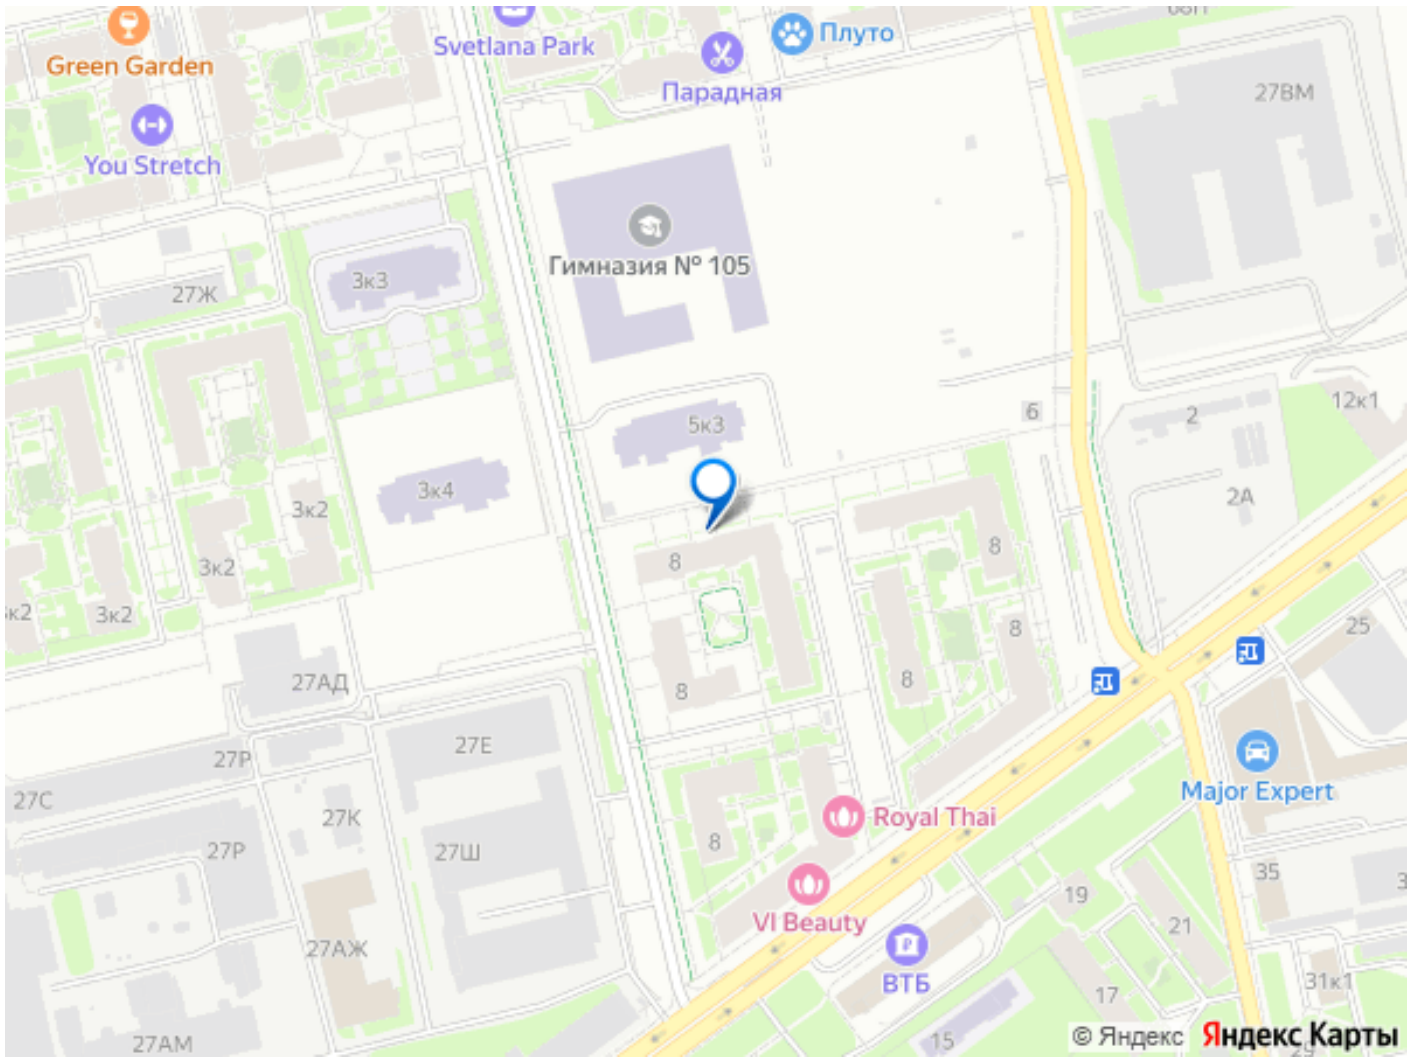 Svetlana Park
Плуто
Green Garden
Парадная
27ВМ
You Stretch
Гимназия № 105
3к3
27Ж
12к1
6
2
5к3
3к4
2А
3к2
8
8
3к2
3к2
25
8
27АД
8
8
27Е
27Р
Major Expert
27С
27К
Royal Thai
8
27Р
27Ш
35
19
VI Beauty
21
27АЖ
ВТБ
31к1
17
15
27АМ
© Яндекс Яндекс Карты